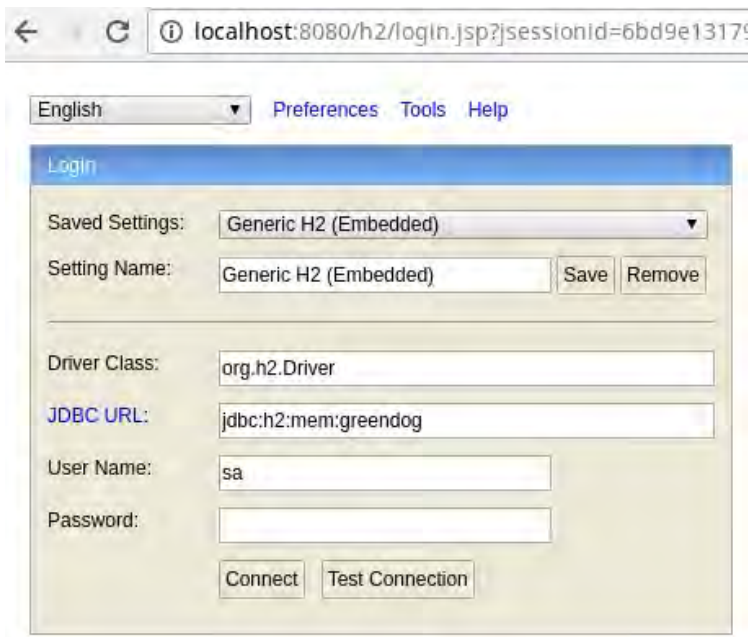 localhost:8080/h2/login.jsp?jsessionid=6bd9e13179
English Preferences Tools Help
Login
Saved Settings: Generic H2 (Embedded)
Setting Name: Generic H2 (Embedded) Save Remove
Driver Class: org.h2.Driver
JDBC URL: jdbc:h2:mem:greendog
User Name: sa
Password:
Connect Test Connection